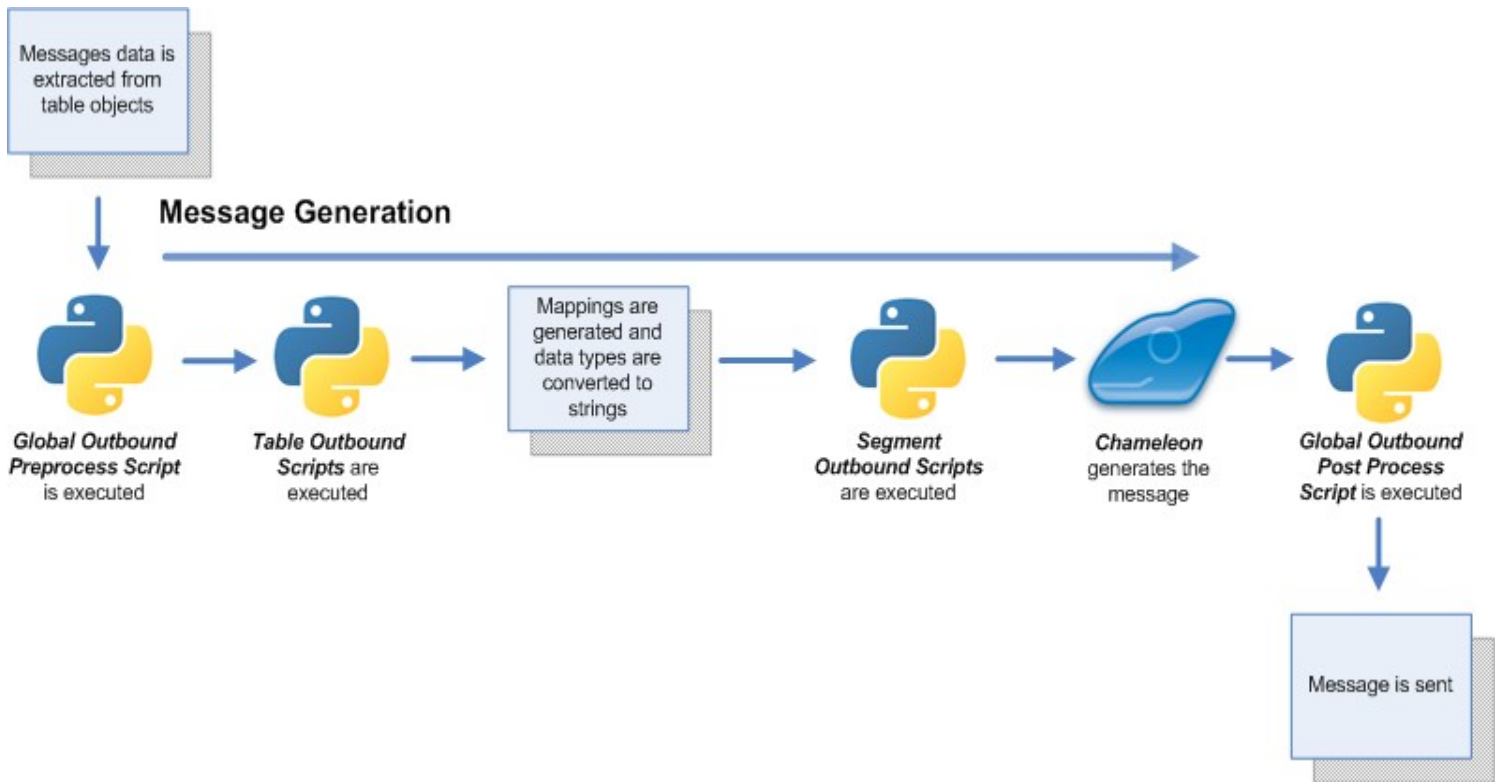 Messages data is
extracted from
table objects
Message Generation
Global Outbound
Preprocess Script
is executed
Table Outbound
Scripts are
executed
Mappings are
generated and
data types are
converted to
strings
Segment
Outbound Scripts
are executed
Chameleon
generates the
message
Global Outbound
Post Process
Script is executed
Message is sent